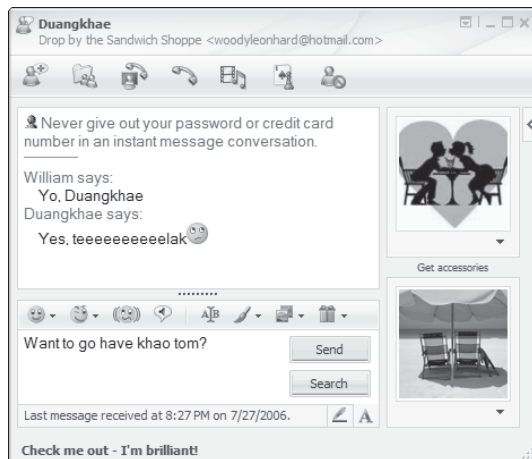 Duangkhae
Drop by the Sandwich Shoppe <woodyleonhard@hotmail.com>
Never give out your password or credit card
number in an instant message conversation.
William says:
Yo, Duangkhae
Duangkhae says:
Yes, teeeeeeeeeelak
Get accessories
AIB
Want to go have khao tom?
Send
Search
Last message received at 8:27 PM on 7/27/2006.
A
Check me out - I'm brilliant!